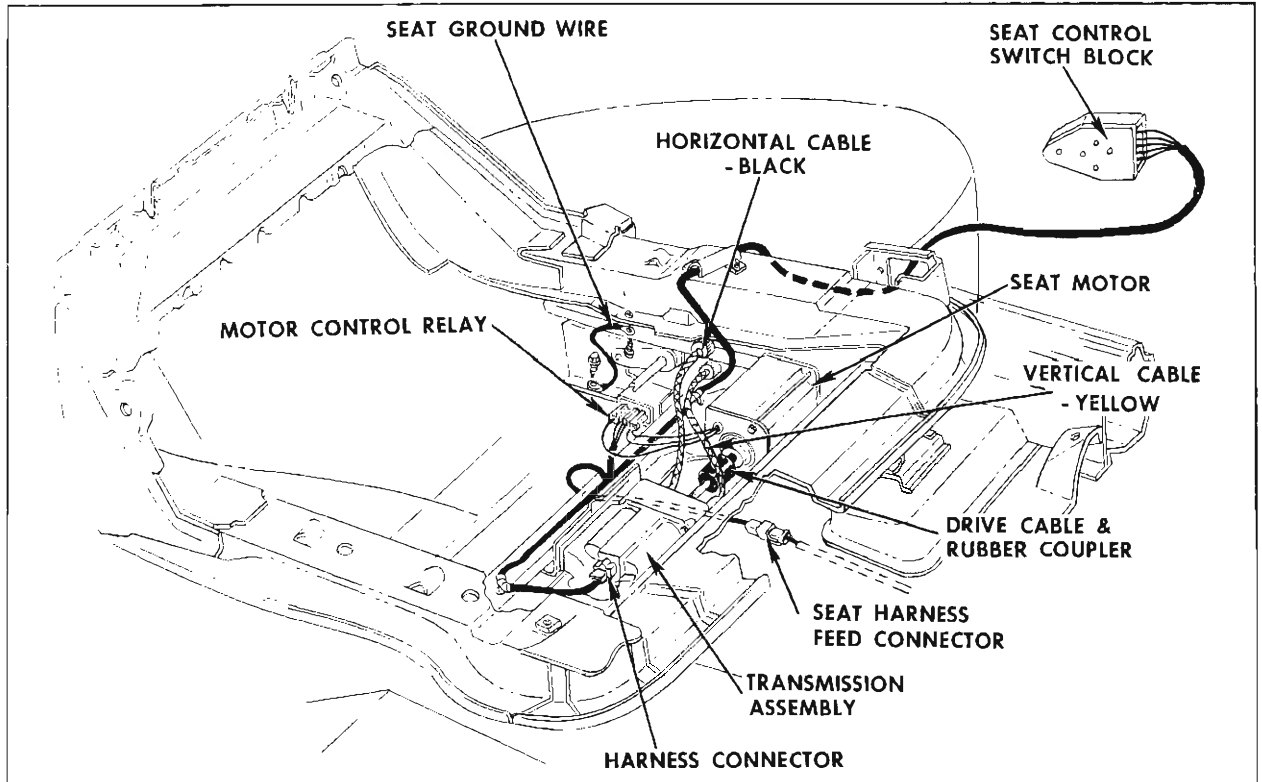 SEAT GROUND WIRE
SEAT CONTROL
SWITCH BLOCK
HORIZONTAL CABLE
-BLACK
SEAT MOTOR
MOTOR CONTROL RELAY
VERTICAL CABLE
-YELLOW
DRIVE CABLE &
RUBBER COUPLER
SEAT HARNESS
FEED CONNECTOR
TRANSMISSION
ASSEMBLY
HARNESS CONNECTOR